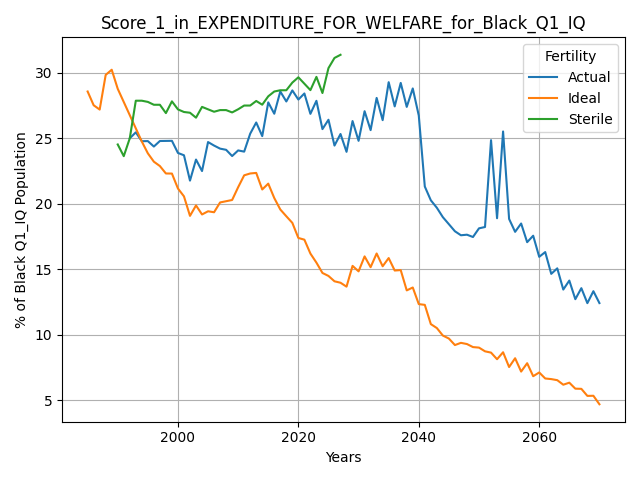 Score_1_in_EXPENDITURE_FOR_WELFARE_for_Black_Q1_IQ
Fertility
Actual
Ideal
Sterile
% of Black Q1_IQ Population
30
25
20
15
10
5
2000 2020 2040 2060
Years